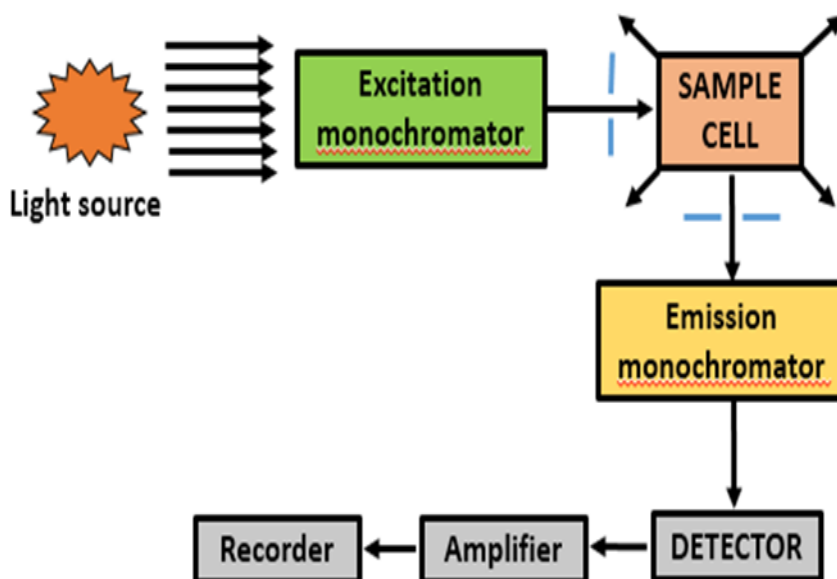 Light source
Excitation
monochromator
SAMPLE
CELL
Emission
monochromator
DETECTOR
Amplifier
Recorder